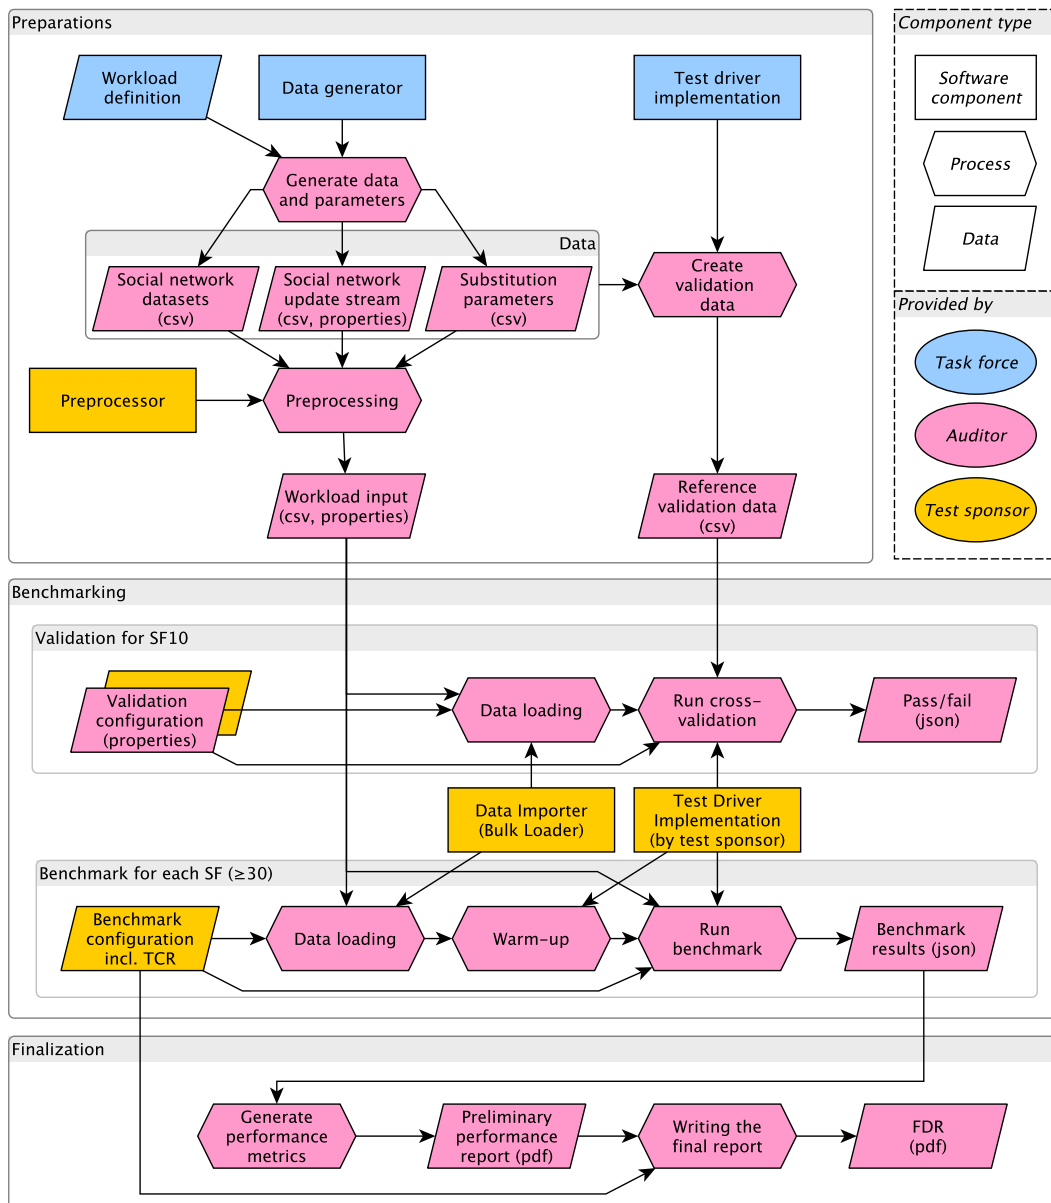 Preparations
Workload
definition
Data generator
Test driver
implementation
Generate data
and parameters
Data
Social network
datasets
(csv)
Social network
update stream
(csv, properties)
Substitution
parameters
(csv)
Create
validation
data
Preprocessor
Preprocessing
Workload input
(csv, properties)
Reference
validation data
(csv)
Component type
Software
component
Process
Data
Provided by
Task force
Auditor
Test sponsor
Benchmarking
Validation for SF10
Validation
configuration
(properties)
Data loading
Run cross-
validation
Pass/fail
(json)
Data Importer
(Bulk Loader)
Test Driver
Implementation
(by test sponsor)
Benchmark for each SF (≥30)
Benchmark
configuration
incl. TCR
Data loading
Warm-up
Run
benchmark
Benchmark
results (json)
Finalization
Generate
performance
metrics
Preliminary
performance
report (pdf)
Writing the
final report
FDR
(pdf)